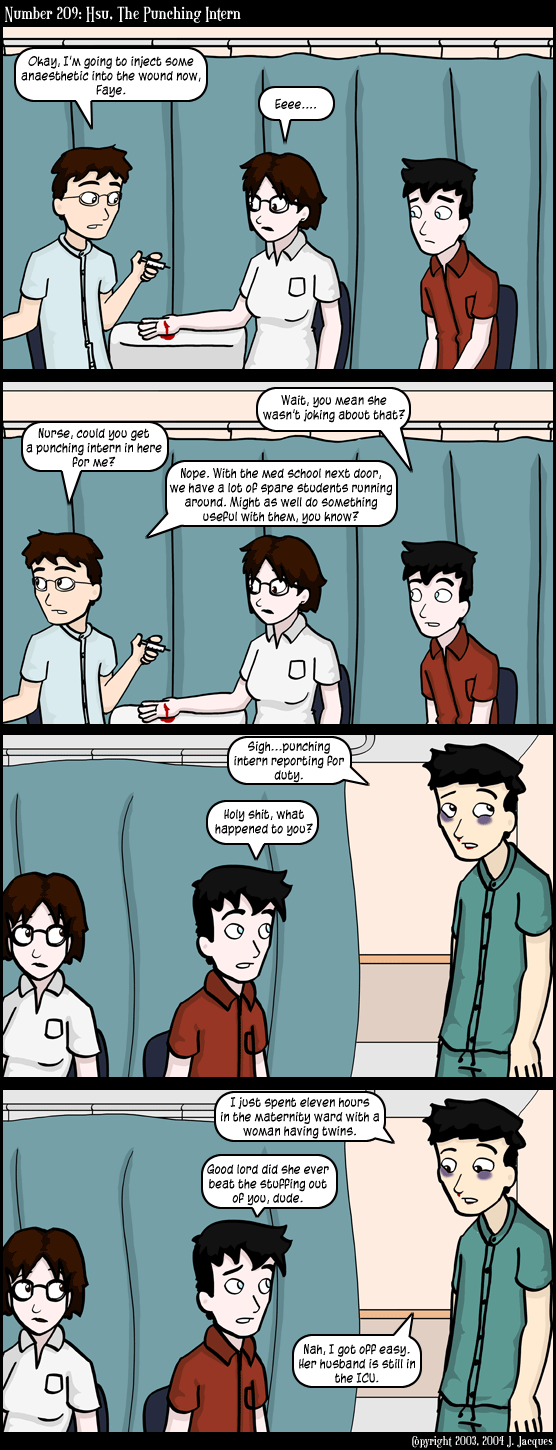 Number 209: Hsu, The Punching Intern
Okay, I'm going to inject some
anaesthetic into the wound now,
Faye.
Eeee....
Wait, you mean she
wasn't joking about that?
Nurse, could you get
a punching intern in here
for me?
Nope. With the med school next door,
we have a lot of spare students running
around. Might as well do something
useful with them, you know?
Sigh...punching
intern reporting for
duty.
Holy shit, what
happened to you?
I just spent eleven hours
in the maternity ward with a
woman having twins.
Good lord did she ever
beat the stuffing out
of you, dude.
Nah, I got off easy.
Her husband is still in
the ICU.
Copyright 2003, 2004 J. Jacques